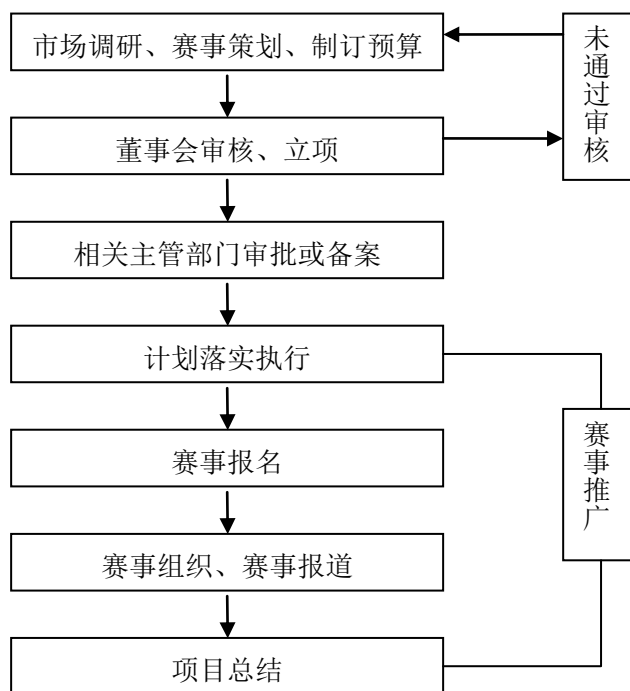 市场调研、赛事策划、制订预算
未通过审核
董事会审核、立项
相关主管部门审批或备案
计划落实执行
赛事报名
赛事推广
赛事组织、赛事报道
项目总结